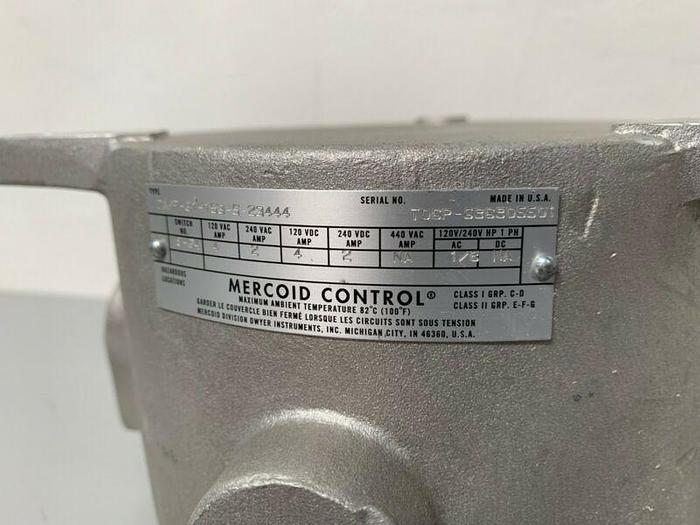 TYPE SERIAL NO. MADE IN U.S.A.
29444
SWITCH NO. 120 VAC AMP 240 VAC AMP 120 VDC AMP 240 VDC AMP 440 VAC AMP 120V/240V HP 1 PH AC DC
4 2 NA 1/8 NA
HAZARDOUS LOCATIONS
MERCOID CONTROL® CLASS I GRP. C-D
MAXIMUM AMBIENT TEMPERATURE 82°C (100°F) CLASS II GRP. E-F-G
GARDER LE COUVERCLE BIEN FERMÉ LORSQUE LES CIRCUITS SONT SOUS TENSION
MERCOID DIVISION DWYER INSTRUMENTS, INC. MICHIGAN CITY, IN 46360, U.S.A.